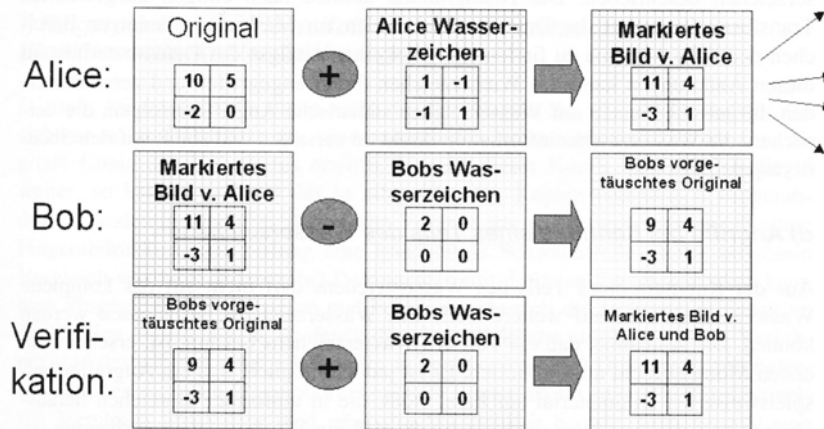 Original
Alice Wasser-
zeichen
Markiertes
Bild v. Alice
Alice:
10 5
-2 0
+
1 -1
-1 1
11 4
-3 1
Markiertes
Bild v. Alice
Bobs Was-
serzeichen
Bobs vorge-
täuschtes Original
Bob:
11 4
-3 1
-
2 0
0 0
9 4
-3 1
Bobs vorge-
täuschtes Original
Bobs Was-
serzeichen
Markiertes Bild v.
Alice und Bob
Verifi-
kation:
9 4
-3 1
+
2 0
0 0
11 4
-3 1